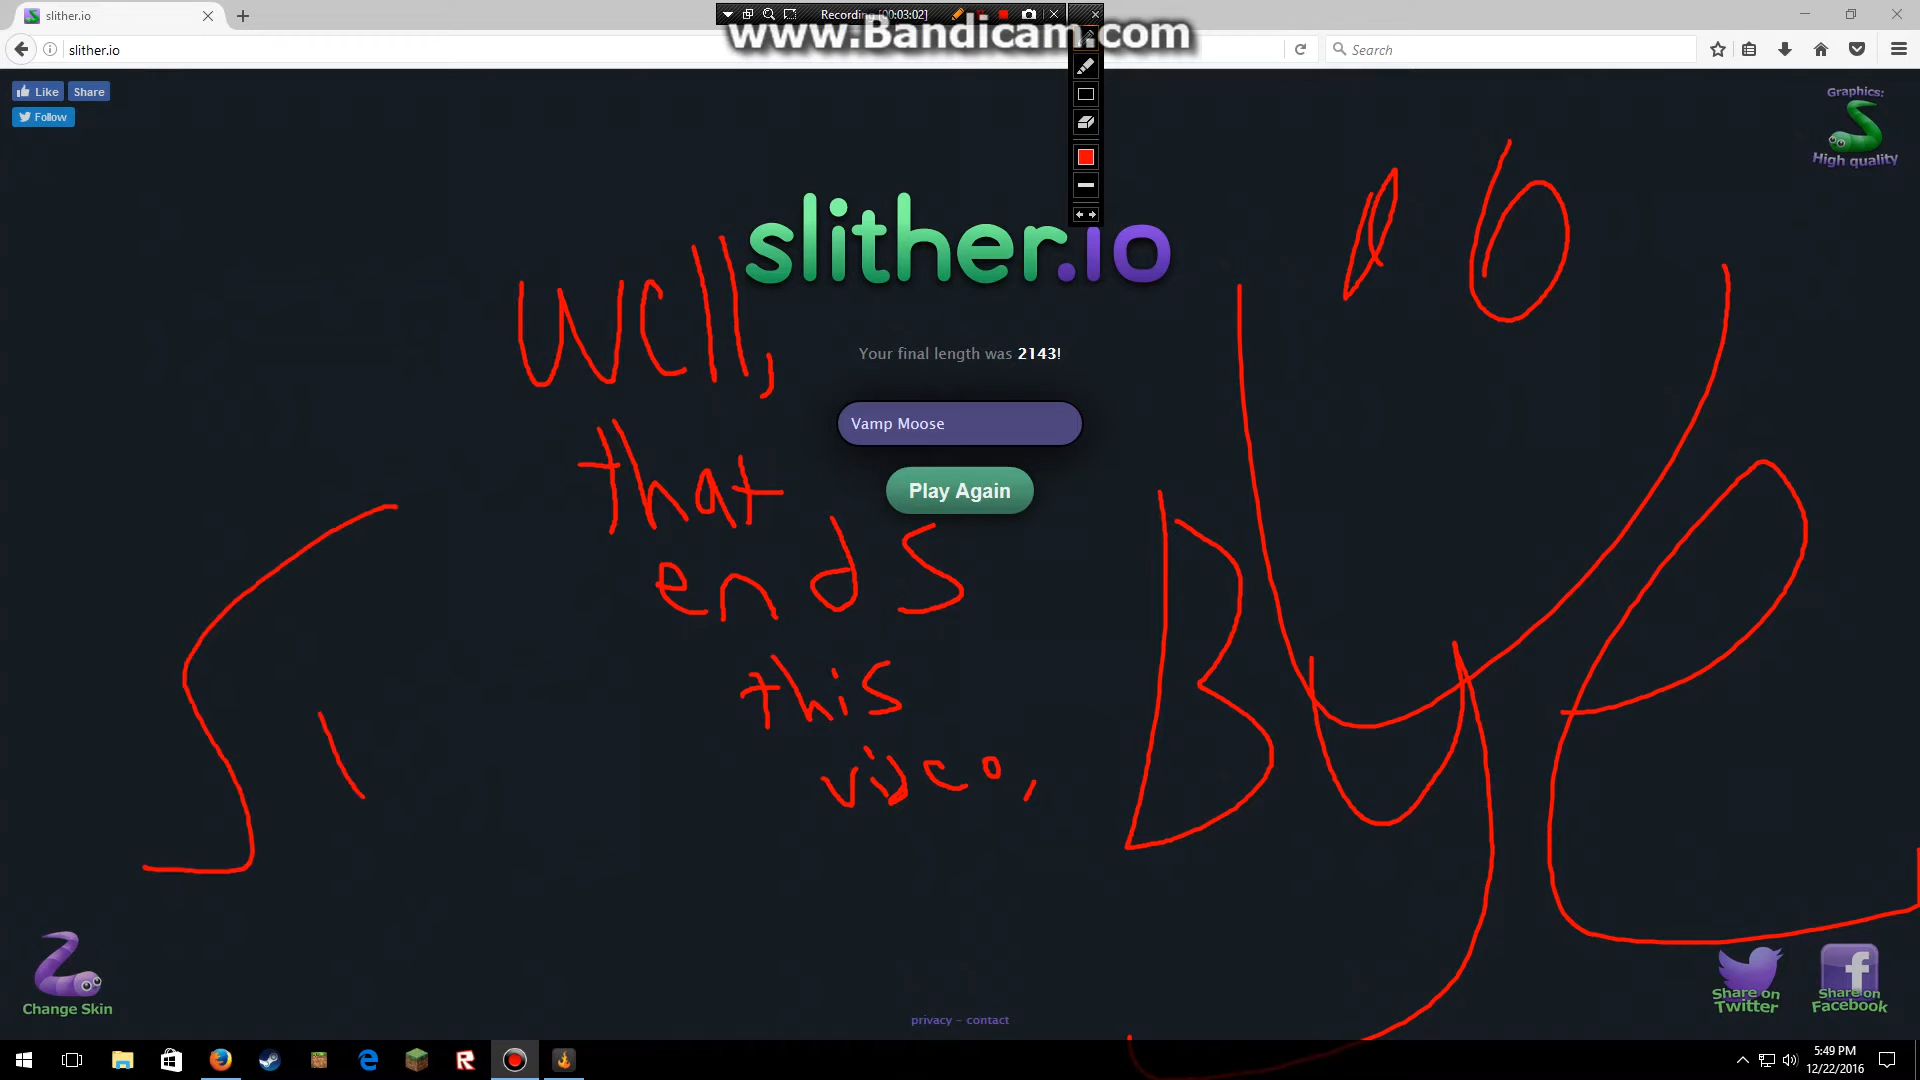 slither.io
Recording [00:03:02]
www.Bandicam.com
slither.io
Search
Like Share
Follow
Graphics:
High quality
slither.io
Well,
Your final length was 2143!
Vamp Moose
that
Play Again
ends
this
video,
Bye
Change Skin
Share on
Twitter
Share on
Facebook
privacy - contact
5:49 PM
12/22/2016